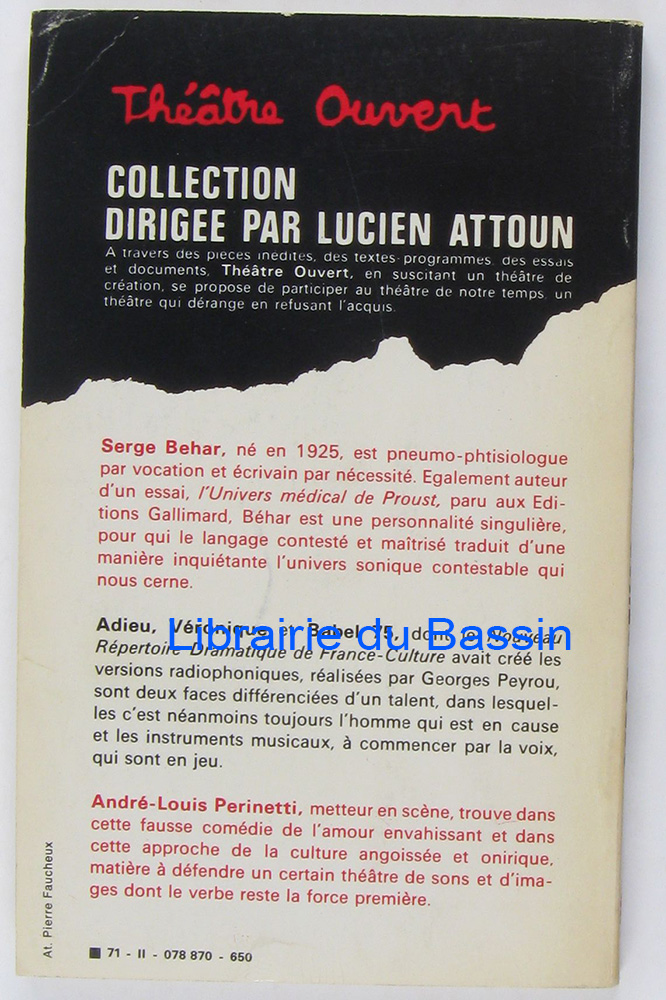 Théâtre Ouvert
COLLECTION
DIRIGEE PAR LUCIEN ATTOUN
A travers des pièces inédites, des textes-programmes, des essais
et documents, Théâtre Ouvert, en suscitant un théâtre de
création, se propose de participer au théâtre de notre temps, un
théâtre qui dérange en refusant l'acquis.
Serge Behar, né en 1925, est pneumo-phtisiologue
par vocation et écrivain par nécessité. Egalement auteur
d'un essai, l'Univers médical de Proust, paru aux Edi-
tions Gallimard, Béhar est une personnalité singulière,
pour qui le langage contesté et maîtrisé traduit d'une
manière inquiétante l'univers sonique contestable qui
nous cerne.
Adieu, Véronique et Babel 75, dont le Nouveau
Librairie du Bassin
Répertoire Dramatique de France-Culture avait créé les
versions radiophoniques, réalisées par Georges Peyrou,
sont deux faces différenciées d'un talent, dans lesquel-
les c'est néanmoins toujours l'homme qui est en cause
et les instruments musicaux, à commencer par la voix,
qui sont en jeu.
André-Louis Perinetti, metteur en scène, trouve dans
cette fausse comédie de l'amour envahissant et dans
cette approche de la culture angoissée et onirique,
matière à défendre un certain théâtre de sons et d'ima-
ges dont le verbe reste la force première.
At. Pierre Faucheux
71 - II - 078 870 - 650